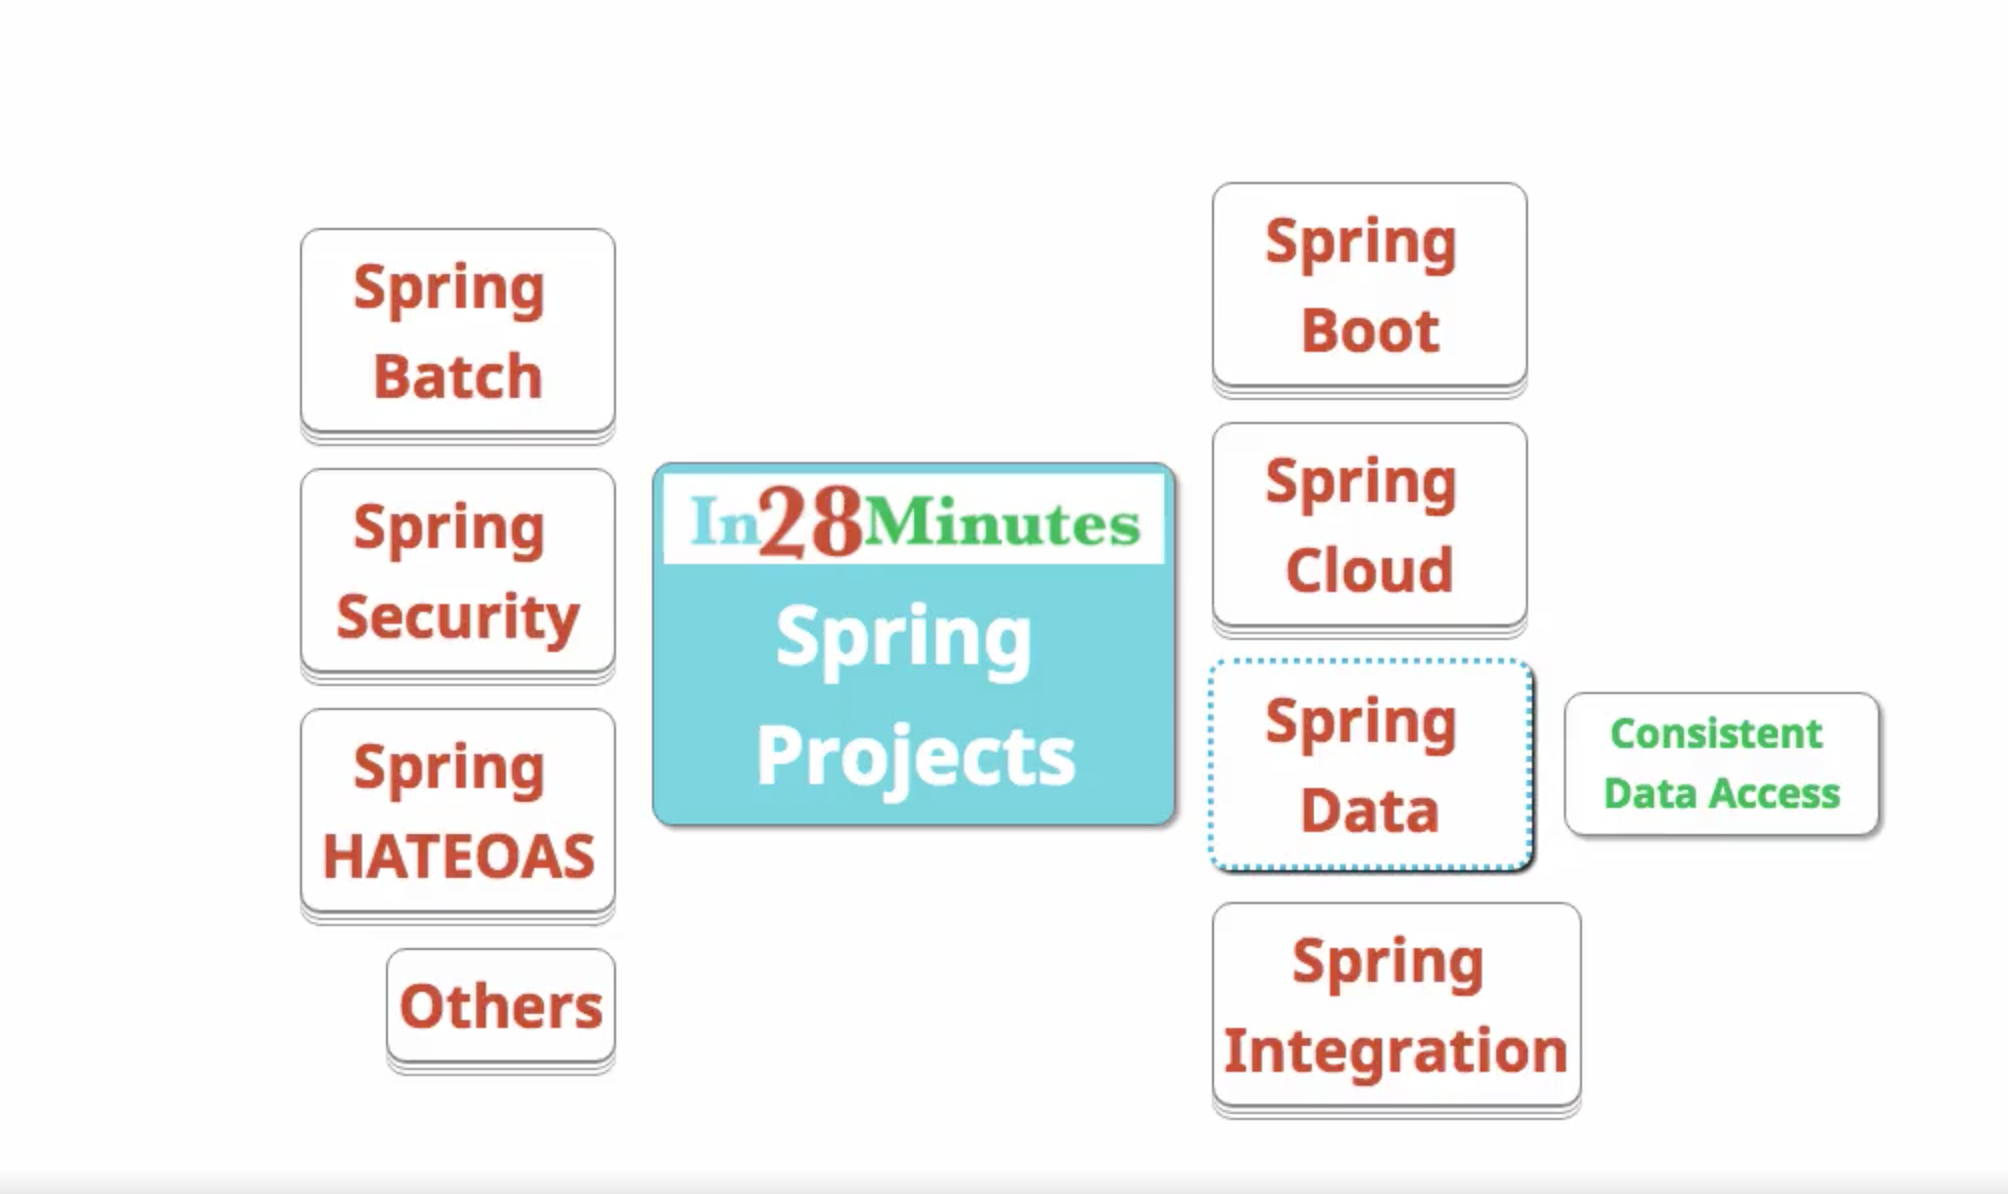 Spring
Batch
Spring
Security
Spring
HATEOAS
Others
In28Minutes
Spring
Projects
Spring
Boot
Spring
Cloud
Spring
Data
Consistent
Data Access
Spring
Integration